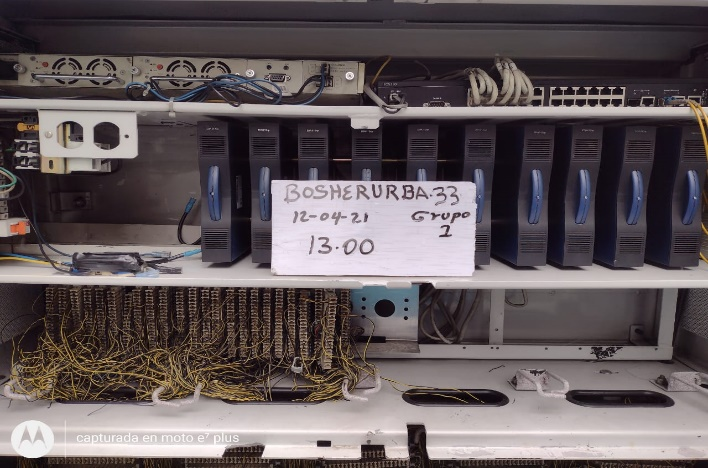 BOSHERURBA.33
12-04-21 Grupo
1
13.00
capturada en moto e⁷ plus